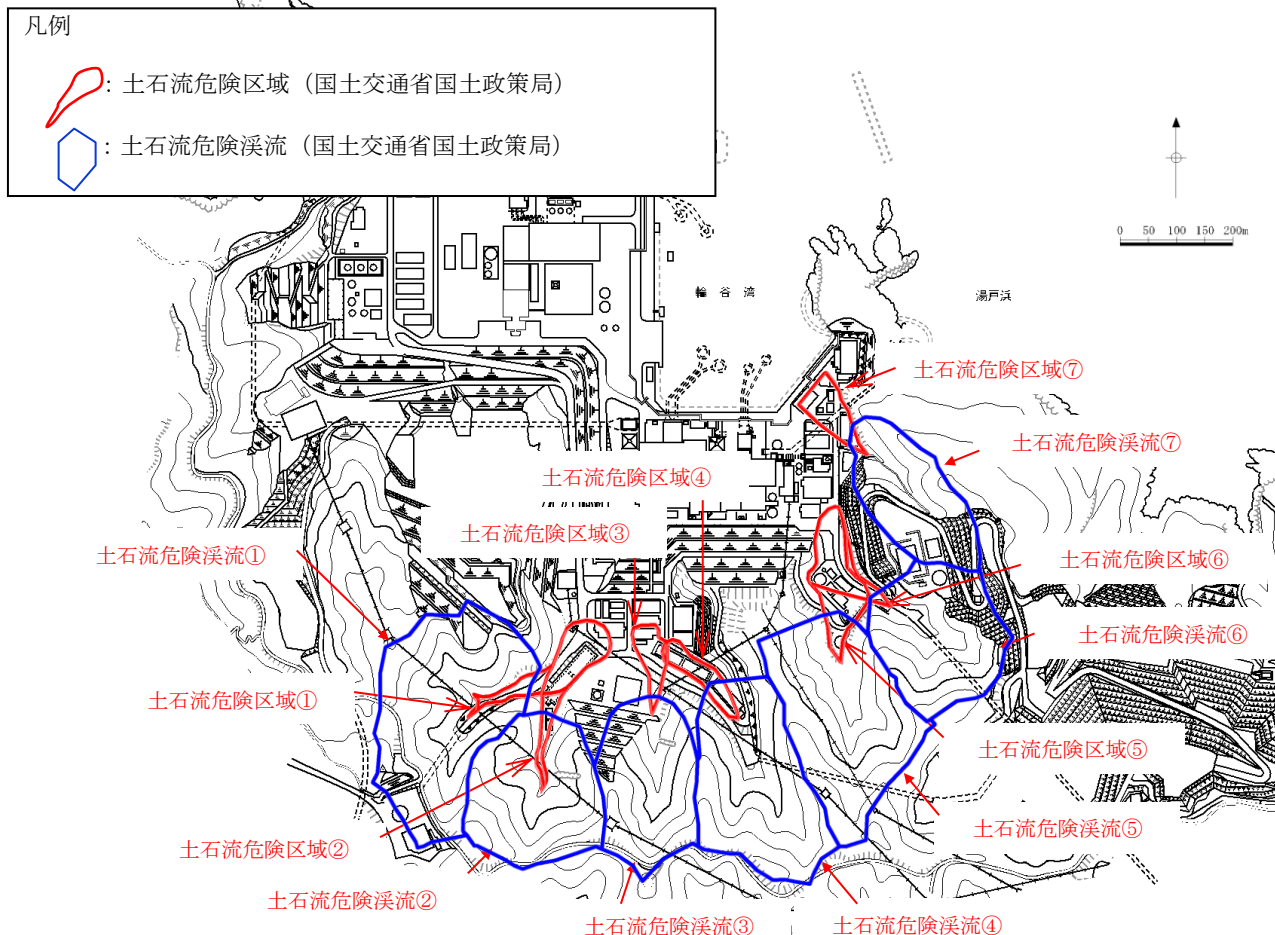 凡例
: 土石流危険区域（国土交通省国土政策局）
: 土石流危険渓流（国土交通省国土政策局）
0 50 100 150 200m
輪谷湾
湯戸浜
土石流危険区域⑦
土石流危険渓流⑦
土石流危険区域④
土石流危険区域③
土石流危険渓流①
土石流危険区域⑥
土石流危険渓流⑥
土石流危険区域①
土石流危険区域⑤
土石流危険渓流⑤
土石流危険区域②
土石流危険渓流②
土石流危険渓流③
土石流危険渓流④